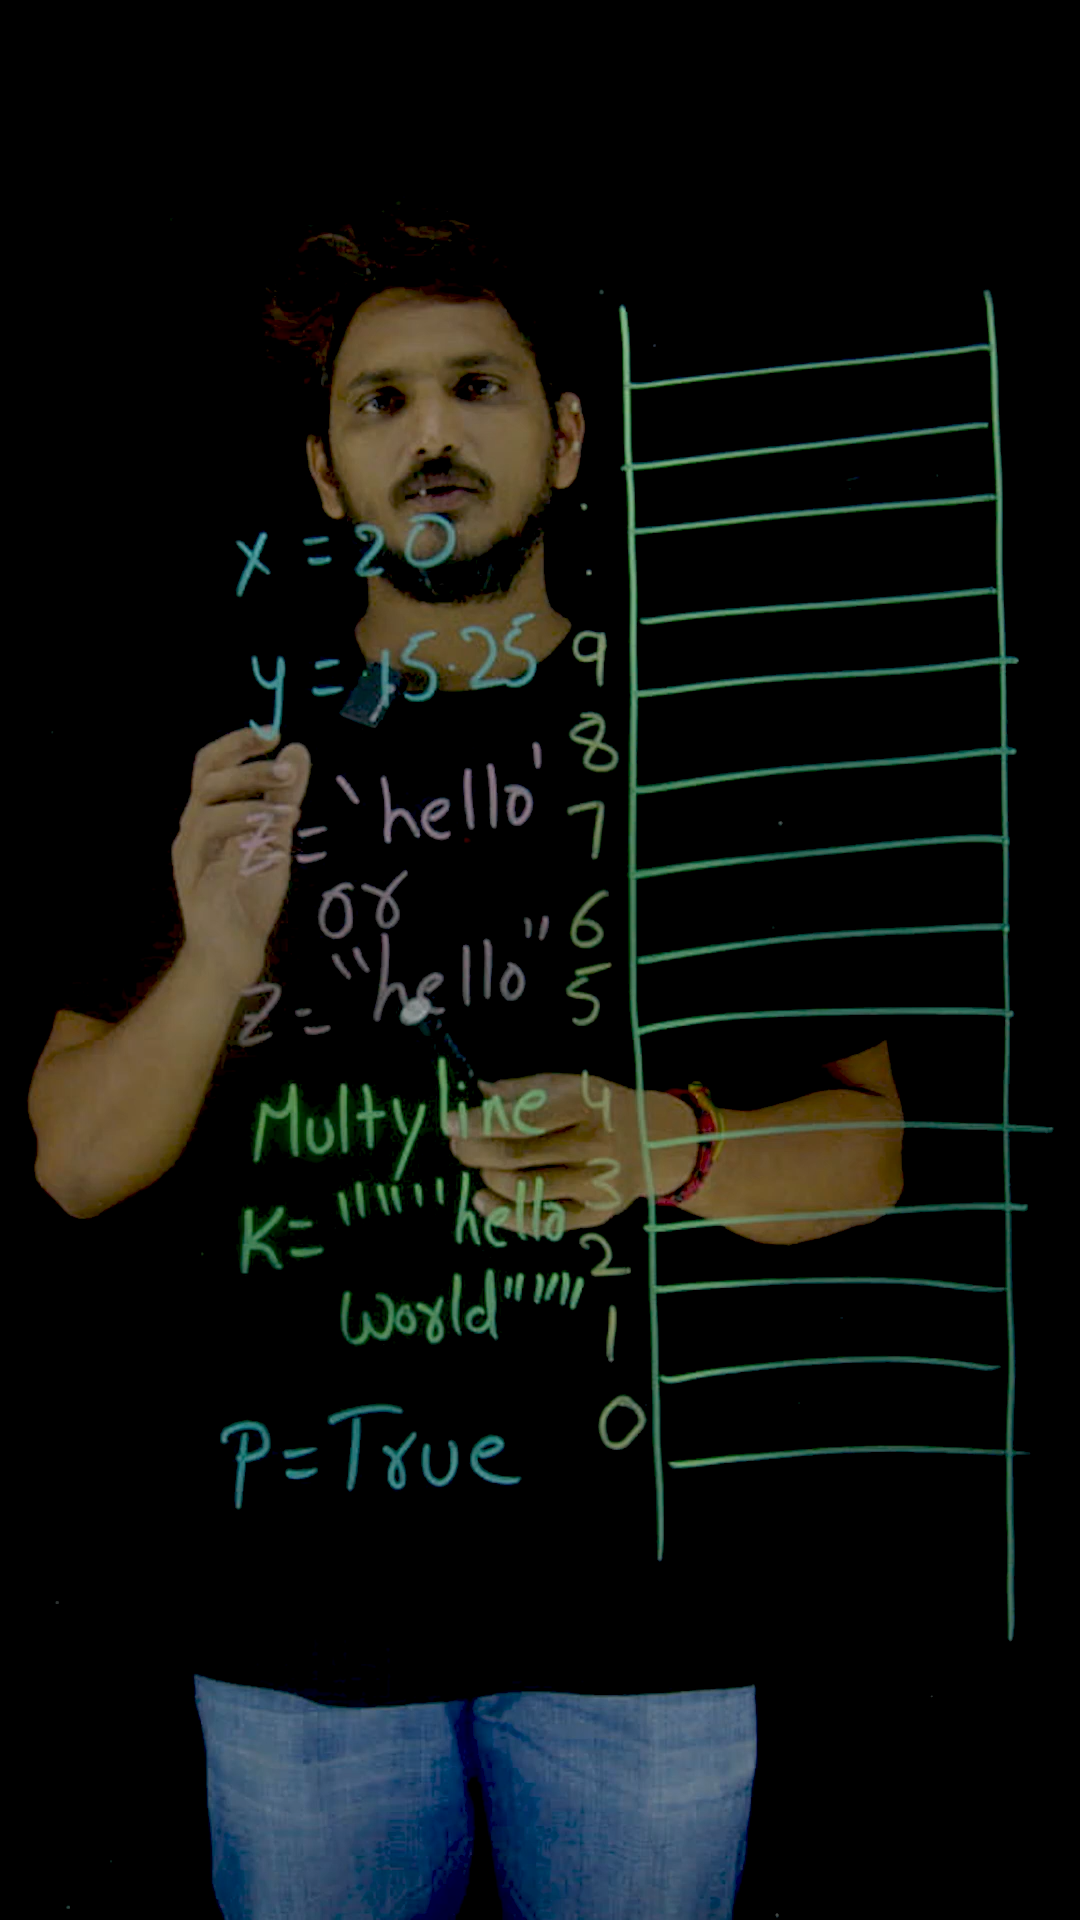 x = 20
y = 15.25
z = 'hello'
or
z = "hello"
Multyline
K = """hello
World"""
P = True
9
8
7
6
5
4
3
2
1
0